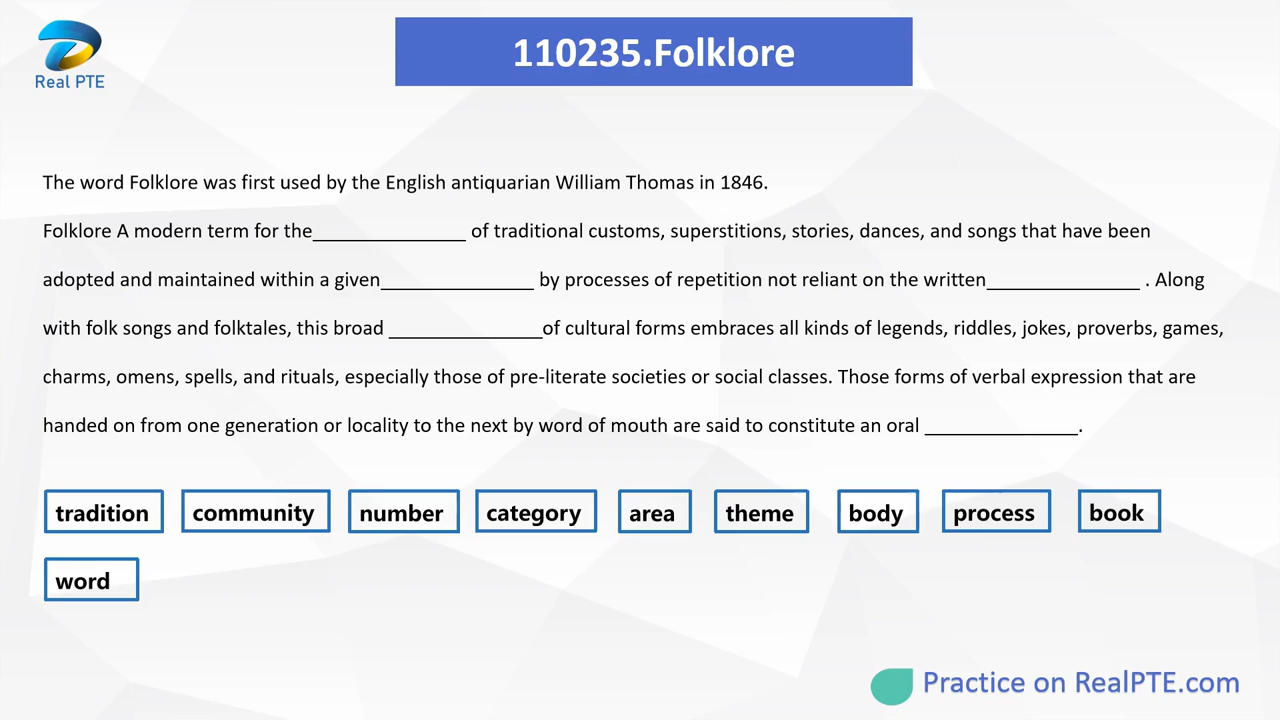 Real PTE
110235.Folklore
The word Folklore was first used by the English antiquarian William Thomas in 1846.
Folklore A modern term for the______________ of traditional customs, superstitions, stories, dances, and songs that have been
adopted and maintained within a given______________ by processes of repetition not reliant on the written______________ . Along
with folk songs and folktales, this broad ______________of cultural forms embraces all kinds of legends, riddles, jokes, proverbs, games,
charms, omens, spells, and rituals, especially those of pre-literate societies or social classes. Those forms of verbal expression that are
handed on from one generation or locality to the next by word of mouth are said to constitute an oral ______________.
tradition community number category area theme body process book
word
Practice on RealPTE.com